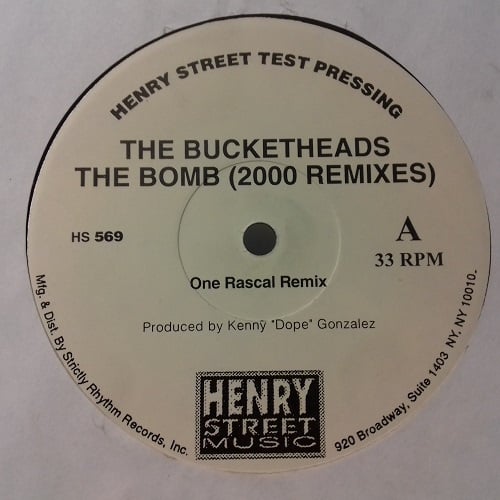 HENRY STREET TEST PRESSING
THE BUCKETHEADS
THE BOMB (2000 REMIXES)
HS 569
A
33 RPM
One Rascal Remix
Produced by Kenny "Dope" Gonzalez
HENRY
STREET
MUSIC
Mfg. & Dist. By Strictly Rhythm Records, Inc.
920 Broadway, Suite 1403 NY, NY 10010.